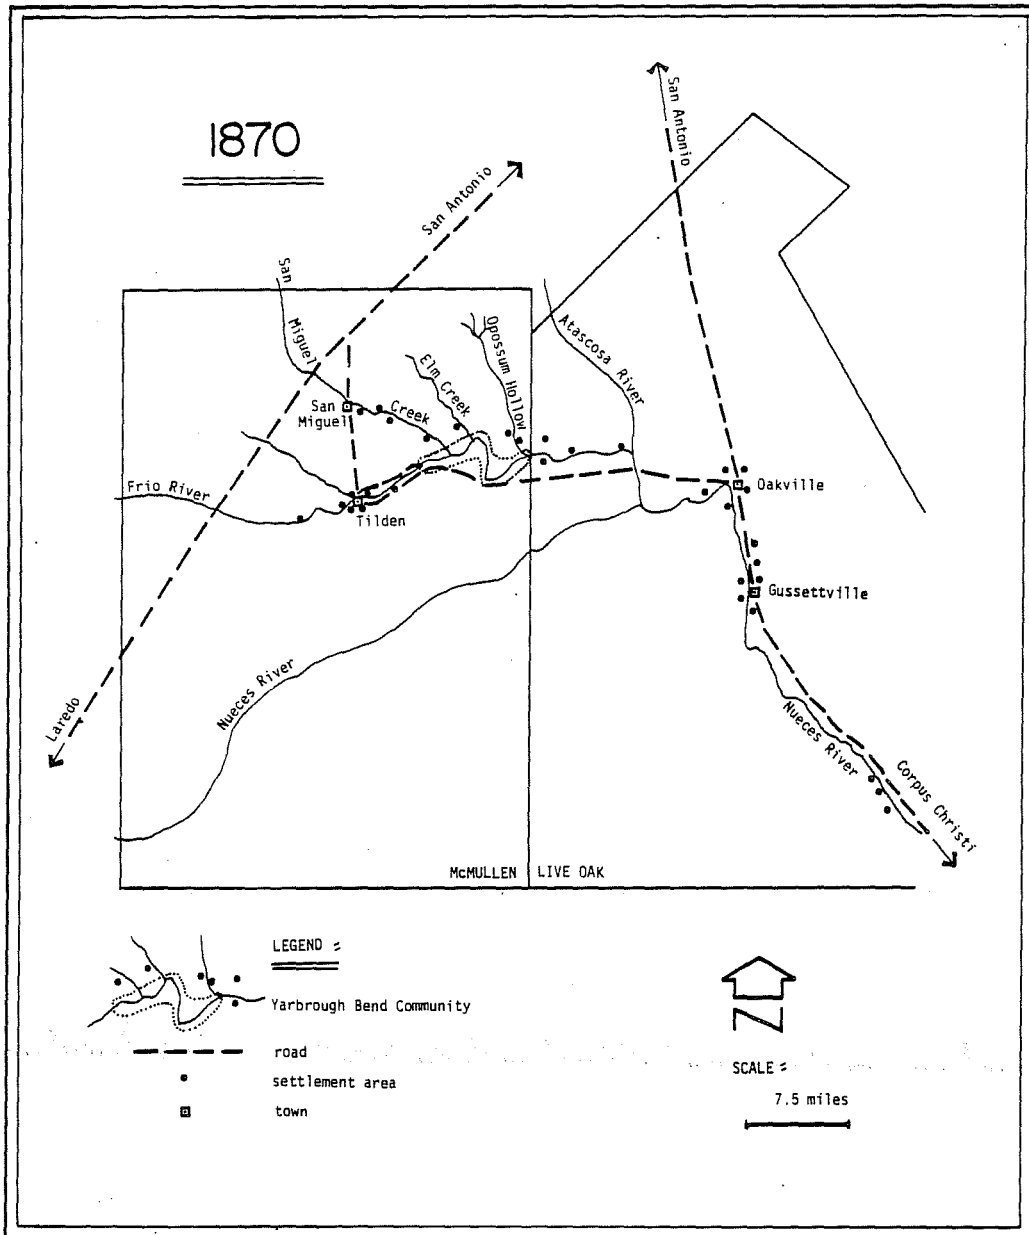 1870
San Antonio
San Antonio
San
Miguel
Creek
Opossum Hollow
Elm Creek
Atascosa River
San
Miguel
Frio River
Tilden
Oakville
Gussettville
Nueces River
Laredo
Nueces River
Corpus Christi
McMULLEN
LIVE OAK
LEGEND =
Yarbrough Bend Community
road
settlement area
town
N
SCALE =
7.5 miles